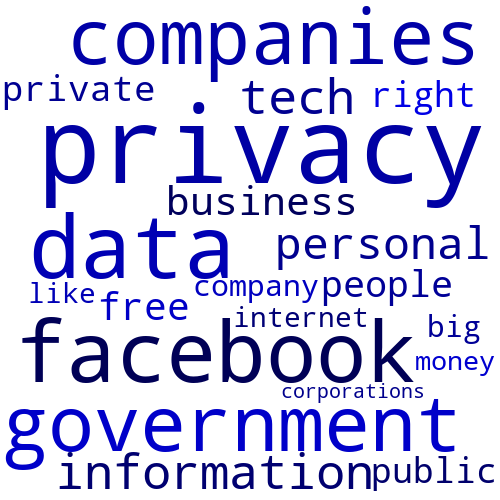 companies
private tech right
privacy
business
data personal
like free company people
internet big
facebook money
corporations
government
information public